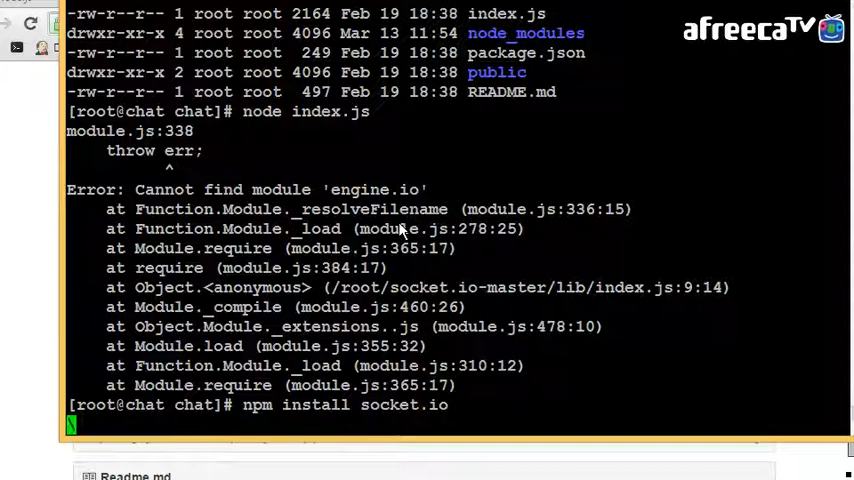 -rw-r--r-- 1 root root 2164 Feb 19 18:38 index.js
drwxr-xr-x 4 root root 4096 Mar 13 11:54 node_modules
-rw-r--r-- 1 root root  249 Feb 19 18:38 package.json
drwxr-xr-x 2 root root 4096 Feb 19 18:38 public
-rw-r--r-- 1 root root  497 Feb 19 18:38 README.md
[root@chat chat]# node index.js
module.js:338
    throw err;
          ^
Error: Cannot find module 'engine.io'
    at Function.Module._resolveFilename (module.js:336:15)
    at Function.Module._load (module.js:278:25)
    at Module.require (module.js:365:17)
    at require (module.js:384:17)
    at Object.<anonymous> (/root/socket.io-master/lib/index.js:9:14)
    at Module._compile (module.js:460:26)
    at Object.Module._extensions..js (module.js:478:10)
    at Module.load (module.js:355:32)
    at Function.Module._load (module.js:310:12)
    at Module.require (module.js:365:17)
[root@chat chat]# npm install socket.io
\
afreecaTV
Readme.md